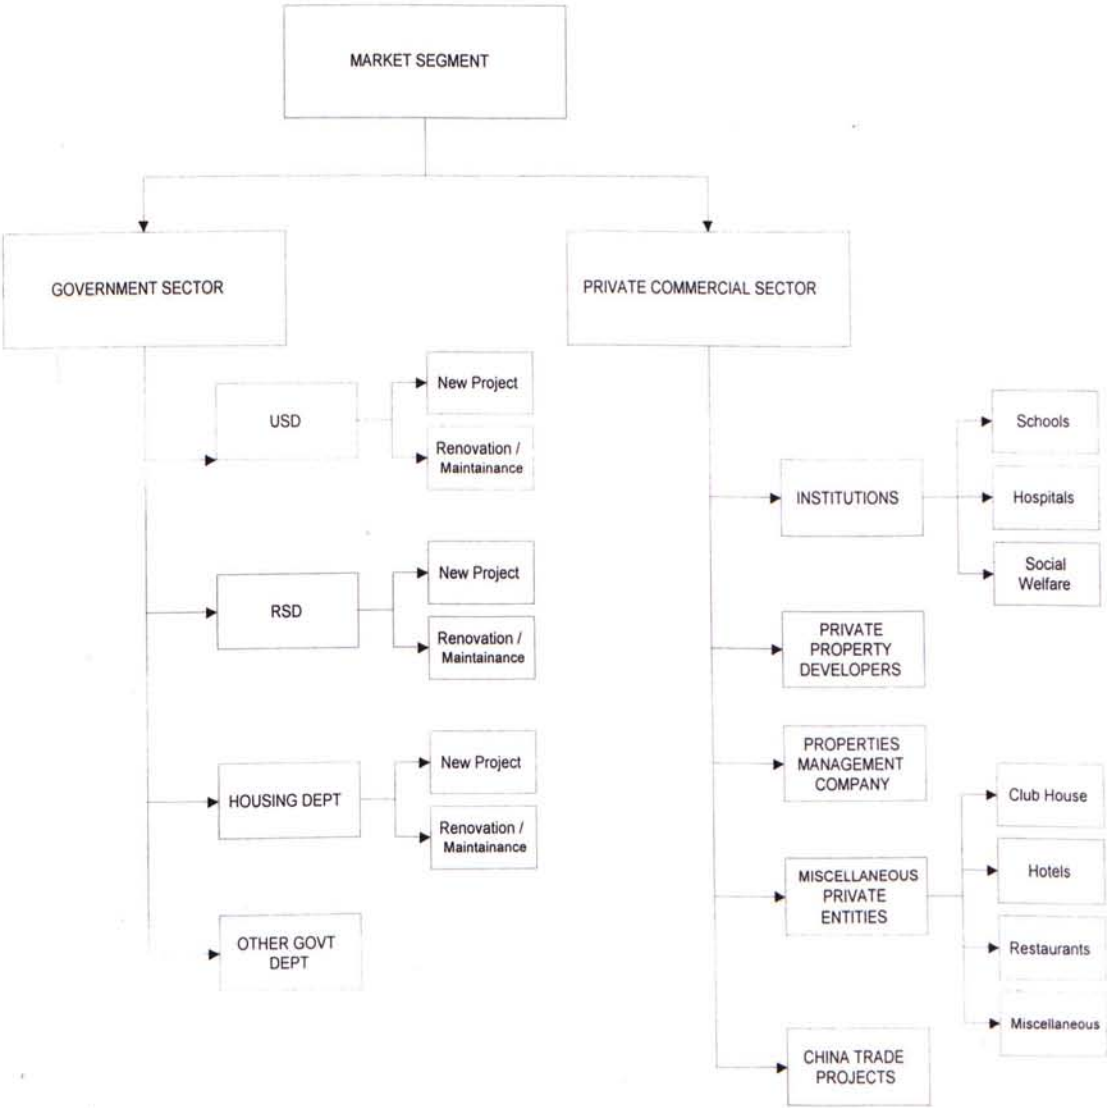 MARKET SEGMENT
GOVERNMENT SECTOR
USD
New Project
Renovation /
Maintainance
RSD
New Project
Renovation /
Maintainance
HOUSING DEPT
New Project
Renovation /
Maintainance
OTHER GOVT
DEPT
PRIVATE COMMERCIAL SECTOR
INSTITUTIONS
Schools
Hospitals
Social
Welfare
PRIVATE
PROPERTY
DEVELOPERS
PROPERTIES
MANAGEMENT
COMPANY
MISCELLANEOUS
PRIVATE
ENTITIES
Club House
Hotels
Restaurants
Miscellaneous
CHINA TRADE
PROJECTS